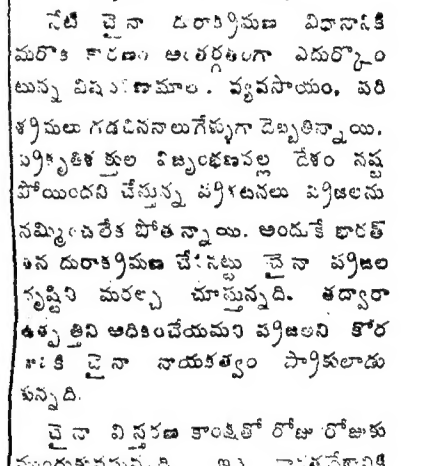 నేటి చైనా దురాక్రమణ విధానానికి
మరొక కారణం అంతర్గతంగా ఎదుర్కొం
టున్న విషమ పరిణామాలు. వ్యవసాయం, పరి
శ్రమలు గడచిననాలుగేళ్ళుగా దెబ్బతిన్నాయి.
ప్రకృతిశక్తుల విజృంభణవల్ల దేశం నష్ట
పోయిందని చేస్తున్న ప్రకటనలు ప్రజలను
నమ్మించలేక పోతున్నాయి. అందుకే భారత్
పైన దురాక్రమణ చేసినట్టు చైనా ప్రజల
దృష్టిని మరల్చ చూస్తున్నది. తద్వారా
ఉత్పత్తిని అధికంచేయమని ప్రజలని కోర
డానికి చైనా నాయకత్వం ప్రాకులాడు
కున్నది.
చైనా విస్తరణ కాంక్షతో రోజు రోజుకు